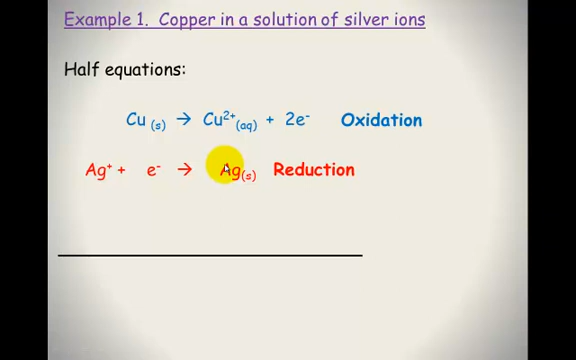 Example 1. Copper in a solution of silver ions
Half equations:
Cu (s) → Cu²⁺(aq) + 2e⁻ Oxidation
Ag⁺ + e⁻ → Ag(s) Reduction